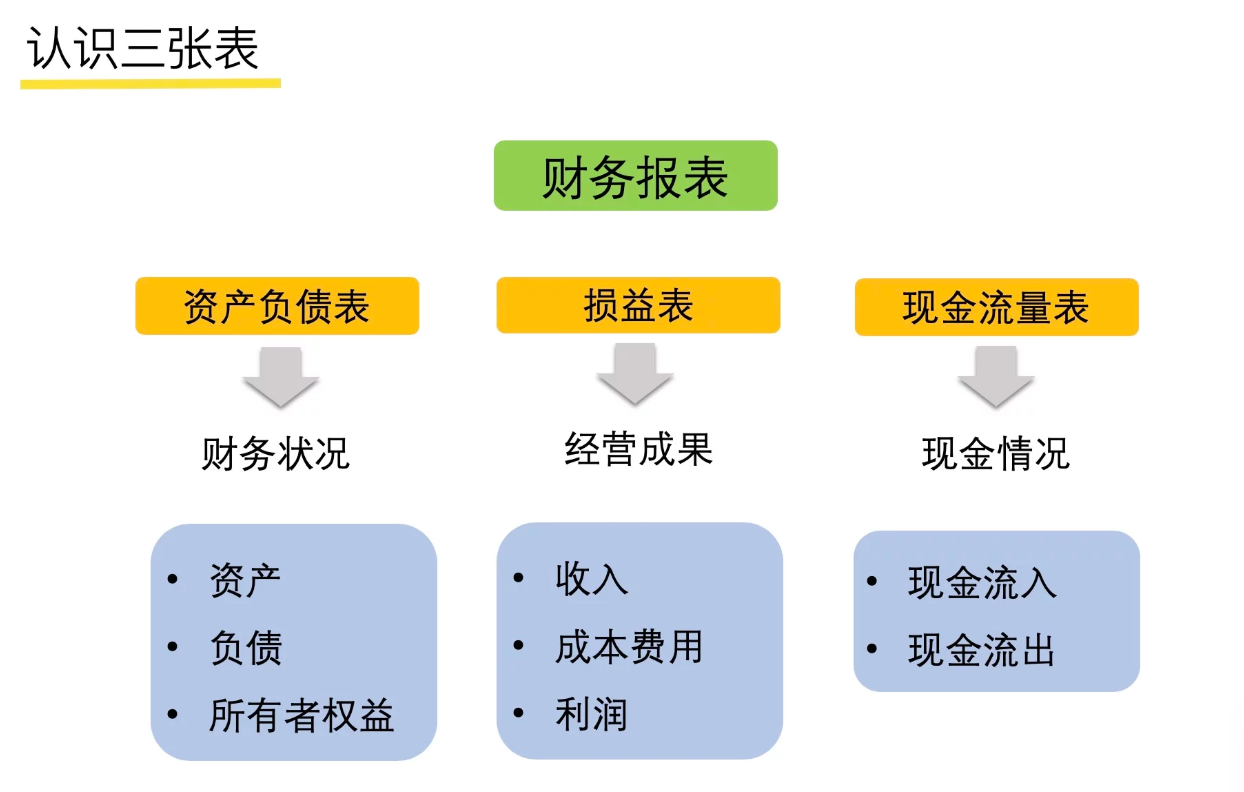 认识三张表
财务报表
资产负债表
损益表
现金流量表
财务状况
经营成果
现金情况
• 资产
• 负债
• 所有者权益
• 收入
• 成本费用
• 利润
• 现金流入
• 现金流出